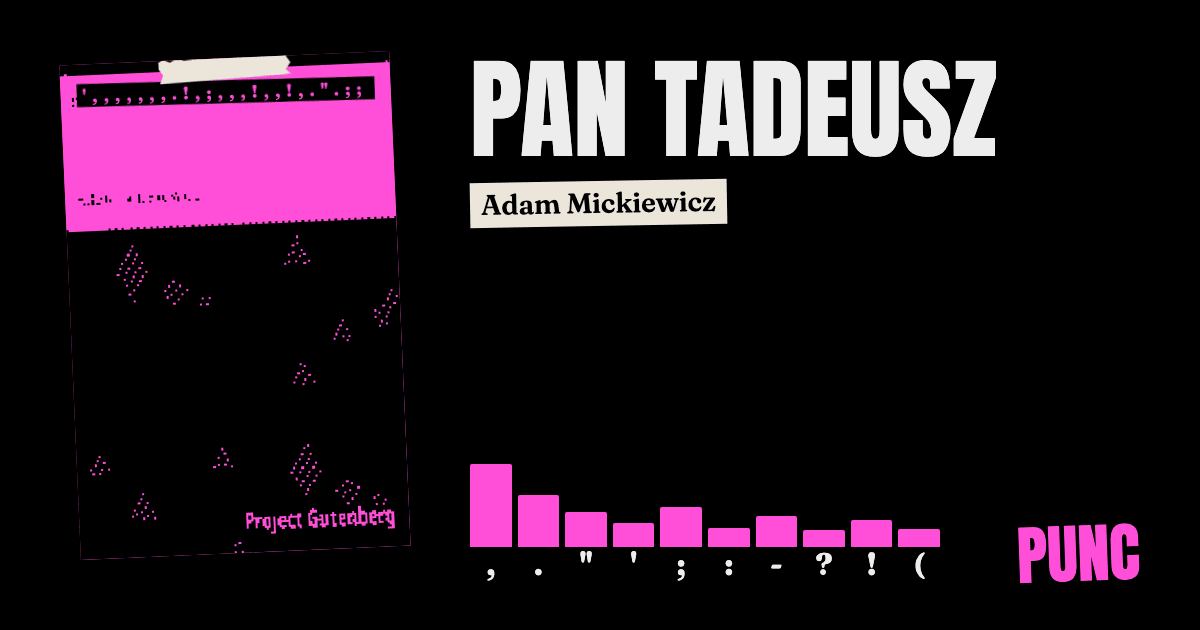 ',,,,,,,.!,;,,,!,,!,.".;;
Project Gutenberg
PAN TADEUSZ
Adam Mickiewicz
, . " ' ; : - ? ! (
PUNC